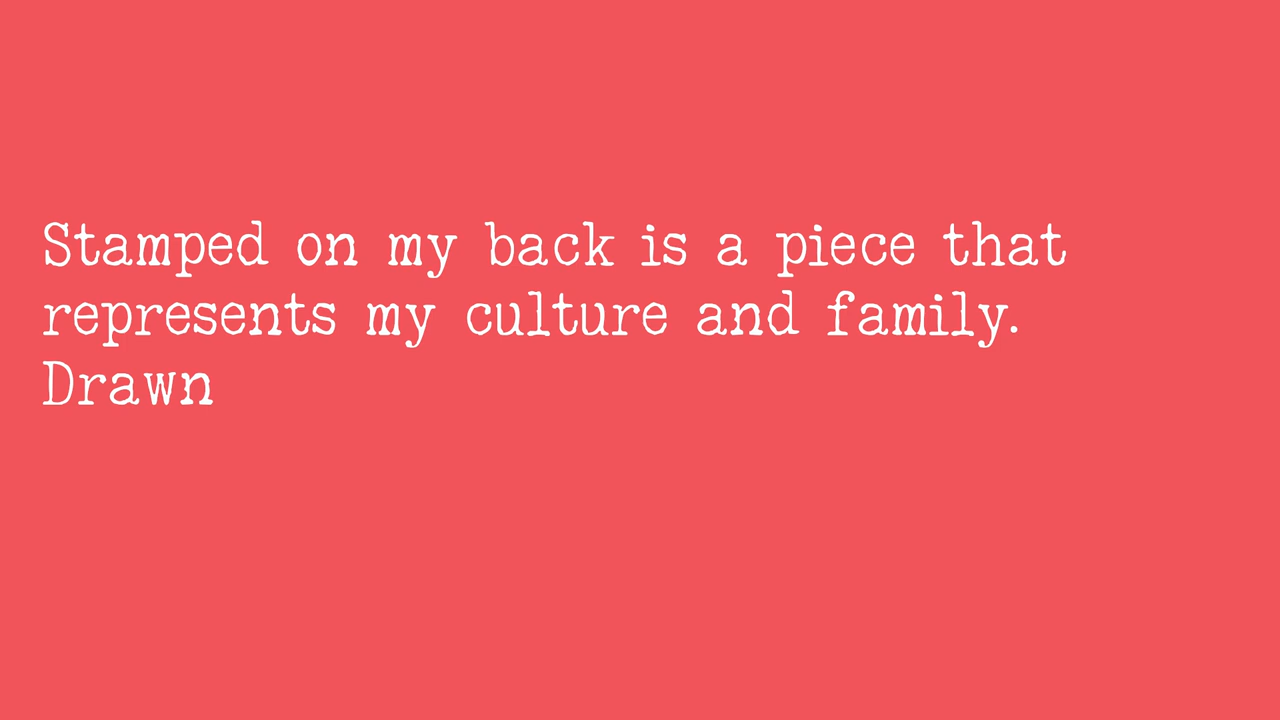 Stamped on my back is a piece that
represents my culture and family.
Drawn